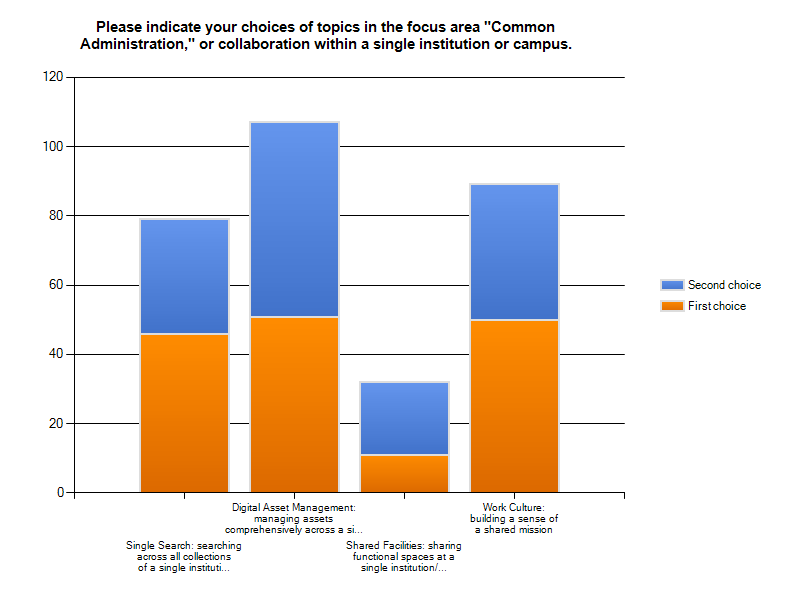 Please indicate your choices of topics in the focus area "Common
Administration," or collaboration within a single institution or campus.
120
100
80
60
40
20
0
Second choice
First choice
Single Search: searching
across all collections
of a single instituti...
Digital Asset Management:
managing assets
comprehensively across a si...
Shared Facilities: sharing
functional spaces at a
single institution/...
Work Culture:
building a sense of
a shared mission